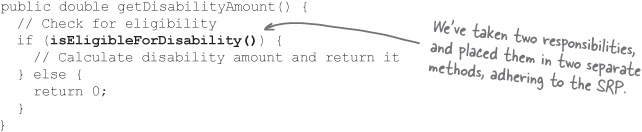 public double getDisabilityAmount() {
// Check for eligibility
if (isEligibleForDisability()) {
// Calculate disability amount and return it
} else {
return 0;
}
}
We've taken two responsibilities,
and placed them in two separate
methods, adhering to the SRP.